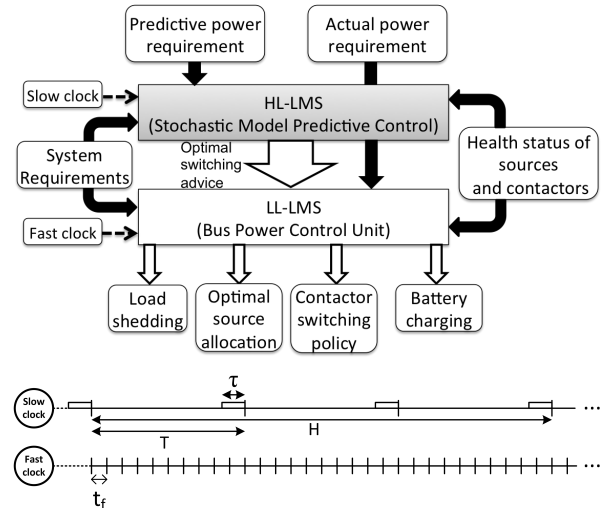 Predictive power
requirement
Actual power
requirement
Slow clock
HL-LMS
(Stochastic Model Predictive Control)
System
Requirements
Optimal
switching
advice
Health status of
sources
and contactors
LL-LMS
(Bus Power Control Unit)
Fast clock
Load
shedding
Optimal
source
allocation
Contactor
switching
policy
Battery
charging
τ
Slow
clock
...
H
T
Fast
clock
...
t_f